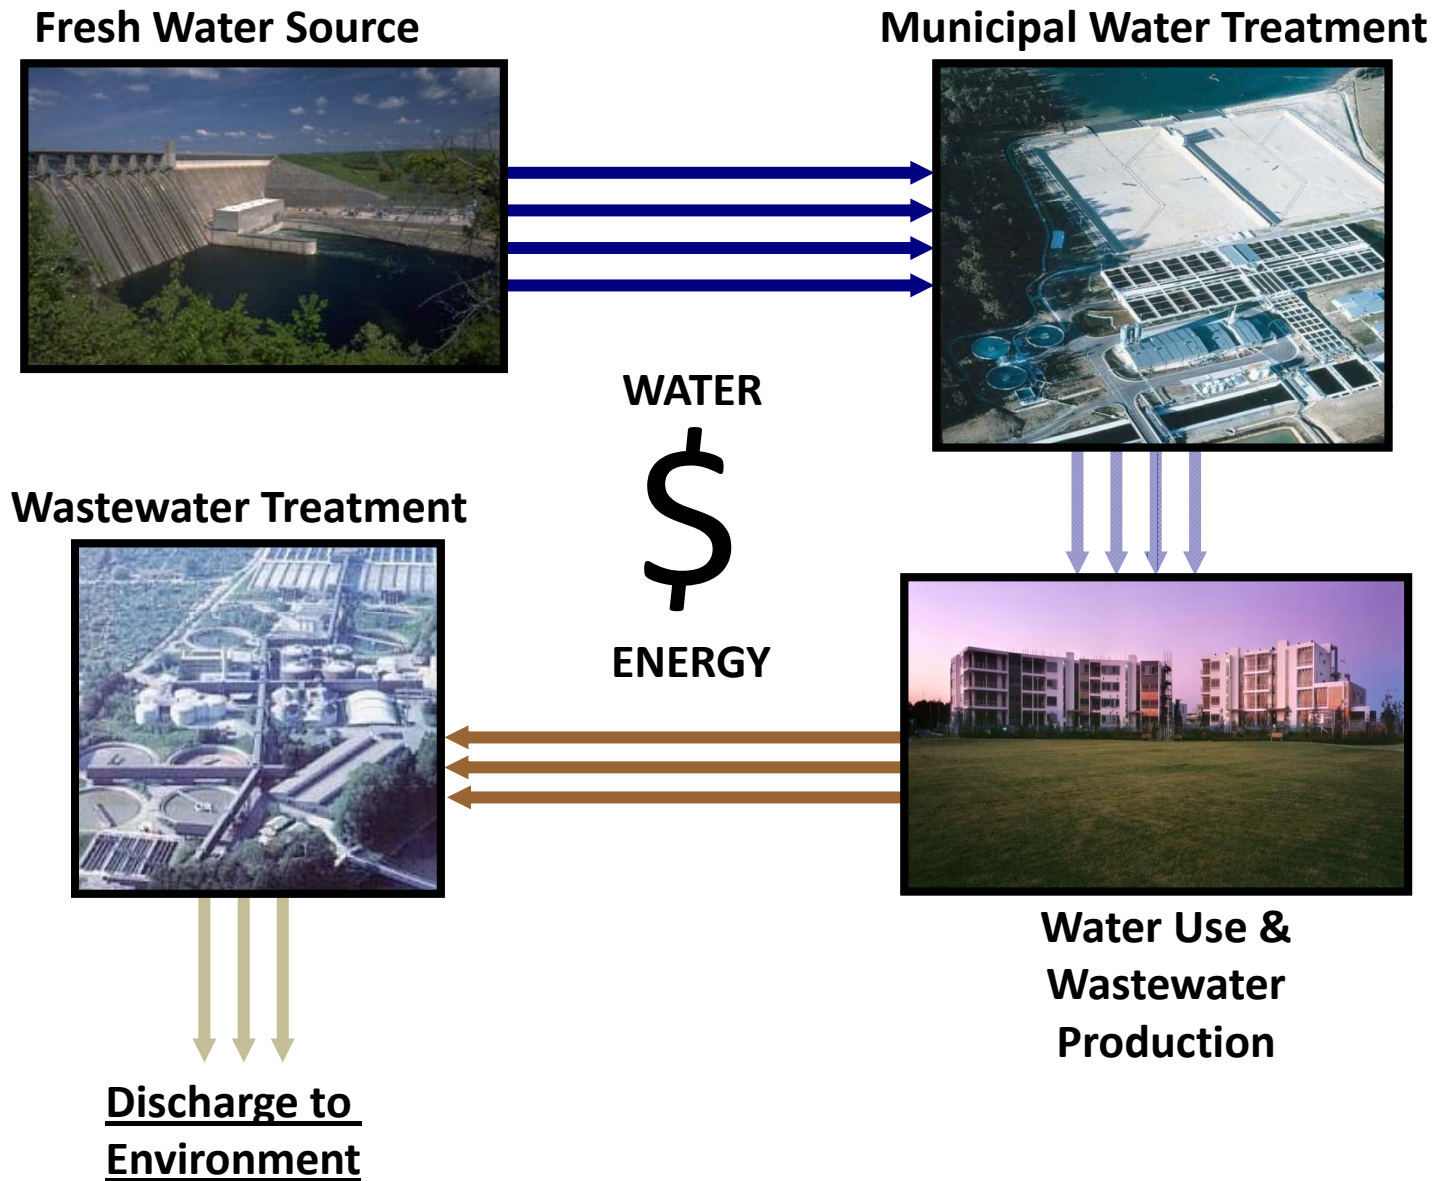 Fresh Water Source
Municipal Water Treatment
WATER
$
ENERGY
Wastewater Treatment
Water Use &
Wastewater
Production
Discharge to
Environment